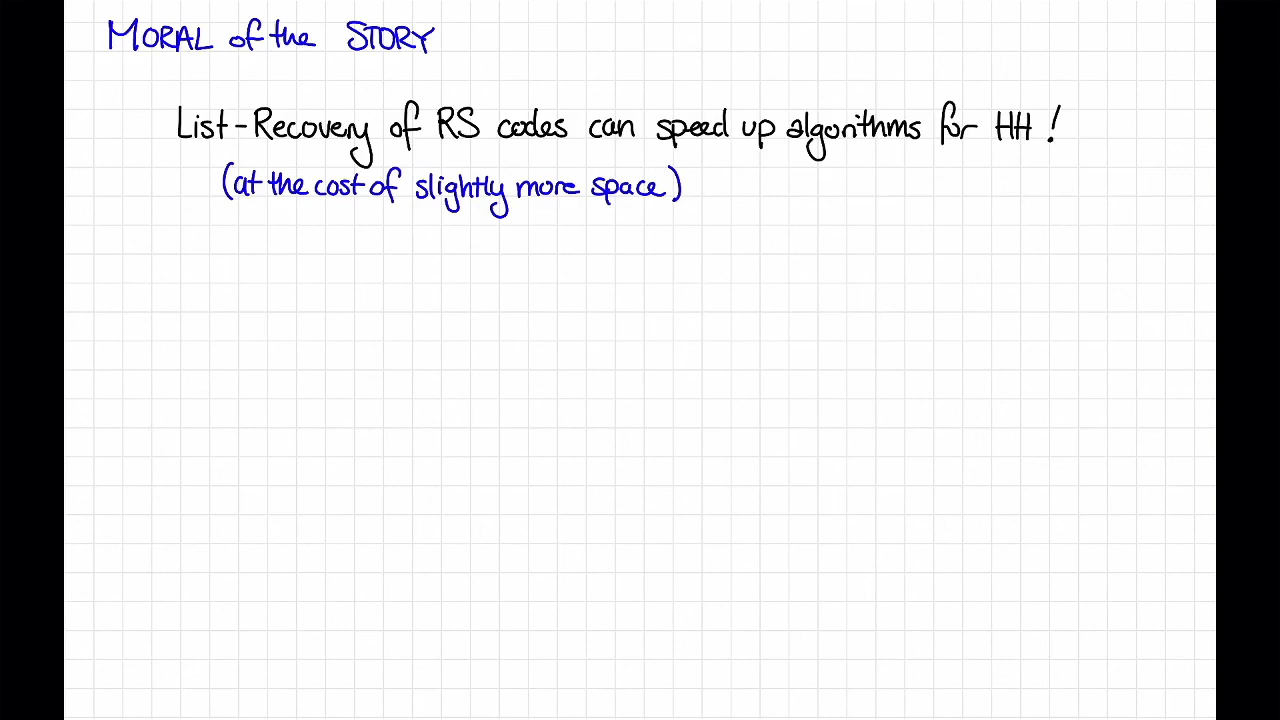 MORAL of the STORY
List-Recovery of RS codes can speed up algorithms for HH!
(at the cost of slightly more space)